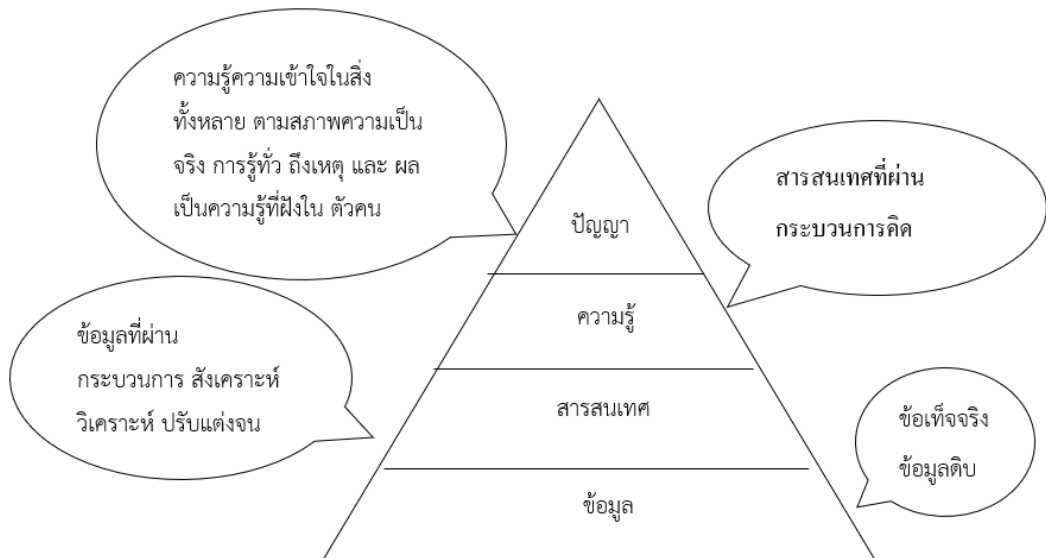 ความรู้ความเข้าใจในสิ่ง
ทั้งหลาย ตามสภาพความเป็น
จริง การรู้ทั่ว ถึงเหตุ และ ผล
เป็นความรู้ที่ฝังใน ตัวคน
สารสนเทศที่ผ่าน
กระบวนการคิด
ปัญญา
ความรู้
ข้อมูลที่ผ่าน
กระบวนการ สังเคราะห์
วิเคราะห์ ปรับแต่งจน
สารสนเทศ
ข้อเท็จจริง
ข้อมูลดิบ
ข้อมูล